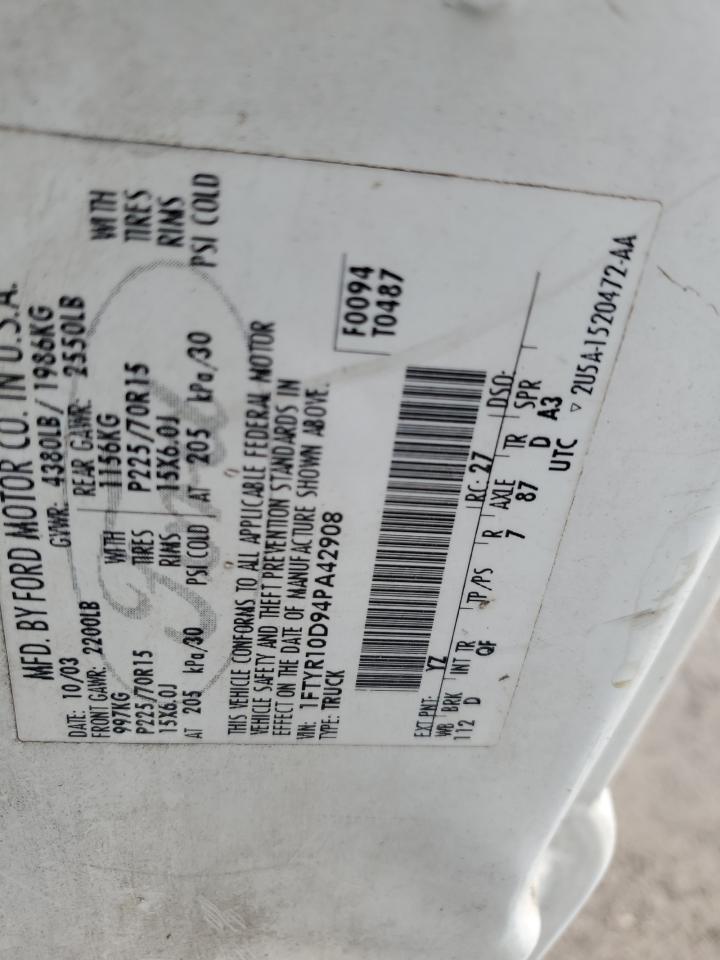 MFD. BY FORD MOTOR CO. IN U.S.A.
DATE: 10/03 GVWR: 4380LB/ 1986KG
FRONT GAWR: 2200LB REAR GAWR: 2550LB
997KG WITH 1156KG WITH
P225/70R15 TIRES P225/70R15 TIRES
15X6.0J RIMS 15X6.0J RIMS
AT 205 kPa/30 PSI COLD AT 205 kPa/30 PSI COLD
THIS VEHICLE CONFORMS TO ALL APPLICABLE FEDERAL MOTOR
VEHICLE SAFETY AND THEFT PREVENTION STANDARDS IN
EFFECT ON THE DATE OF MANUFACTURE SHOWN ABOVE.
VIN: 1FTYR10D94PA42908
TYPE: TRUCK
F0094
T0487
EXT PNT: YZ RC: 27 DSO:
WB BRK INT TR TP/PS R AXLE TR SPR
112 D QF 7 87 D A3
UTC ▽ 2U5A-1520472-AA